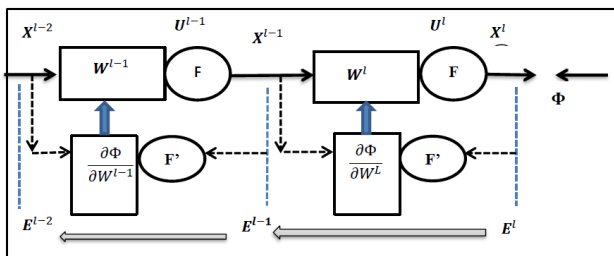 X^{l-2} U^{l-1} X^{l-1} U^l X^l
W^{l-1} F W^l F
Φ
∂Φ F' ∂Φ F'
∂W^{l-1} ∂W^L
E^{l-2} E^{l-1} E^l